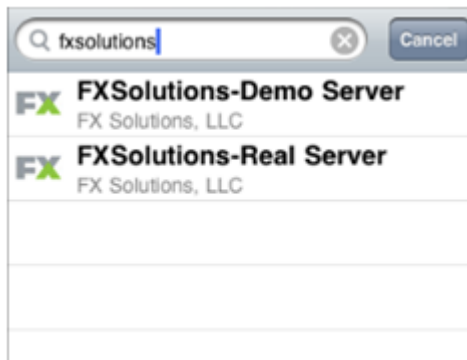 fxsolutions
Cancel
FX FXSolutions-Demo Server
FX Solutions, LLC
FX FXSolutions-Real Server
FX Solutions, LLC